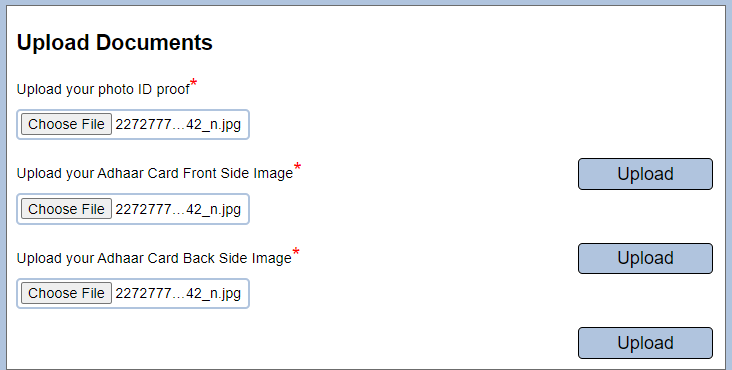 Upload Documents
Upload your photo ID proof*
Choose File 2272777...42_n.jpg
Upload your Adhaar Card Front Side Image*
Upload
Choose File 2272777...42_n.jpg
Upload your Adhaar Card Back Side Image*
Upload
Choose File 2272777...42_n.jpg
Upload